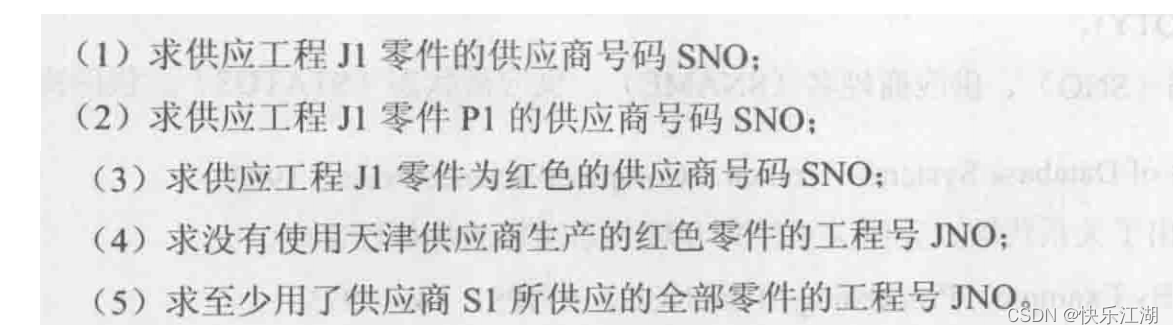 （1）求供应工程 J1 零件的供应商号码 SNO；
（2）求供应工程 J1 零件 P1 的供应商号码 SNO；
（3）求供应工程 J1 零件为红色的供应商号码 SNO；
（4）求没有使用天津供应商生产的红色零件的工程号 JNO；
（5）求至少用了供应商 S1 所供应的全部零件的工程号 JNO。
CSDN @快乐江湖